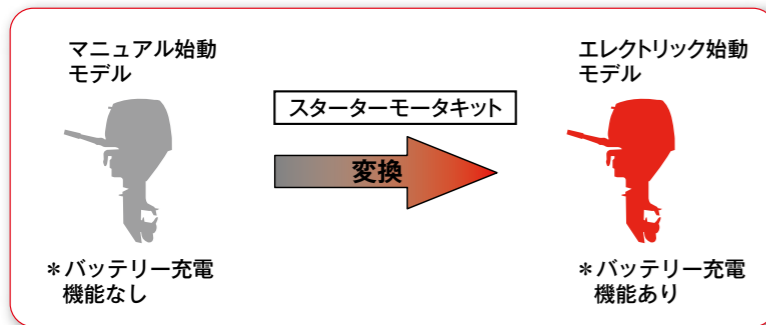 マニュアル始動
モデル
スターターモータキット
変換
エレクトリック始動
モデル
＊バッテリー充電
機能なし
＊バッテリー充電
機能あり